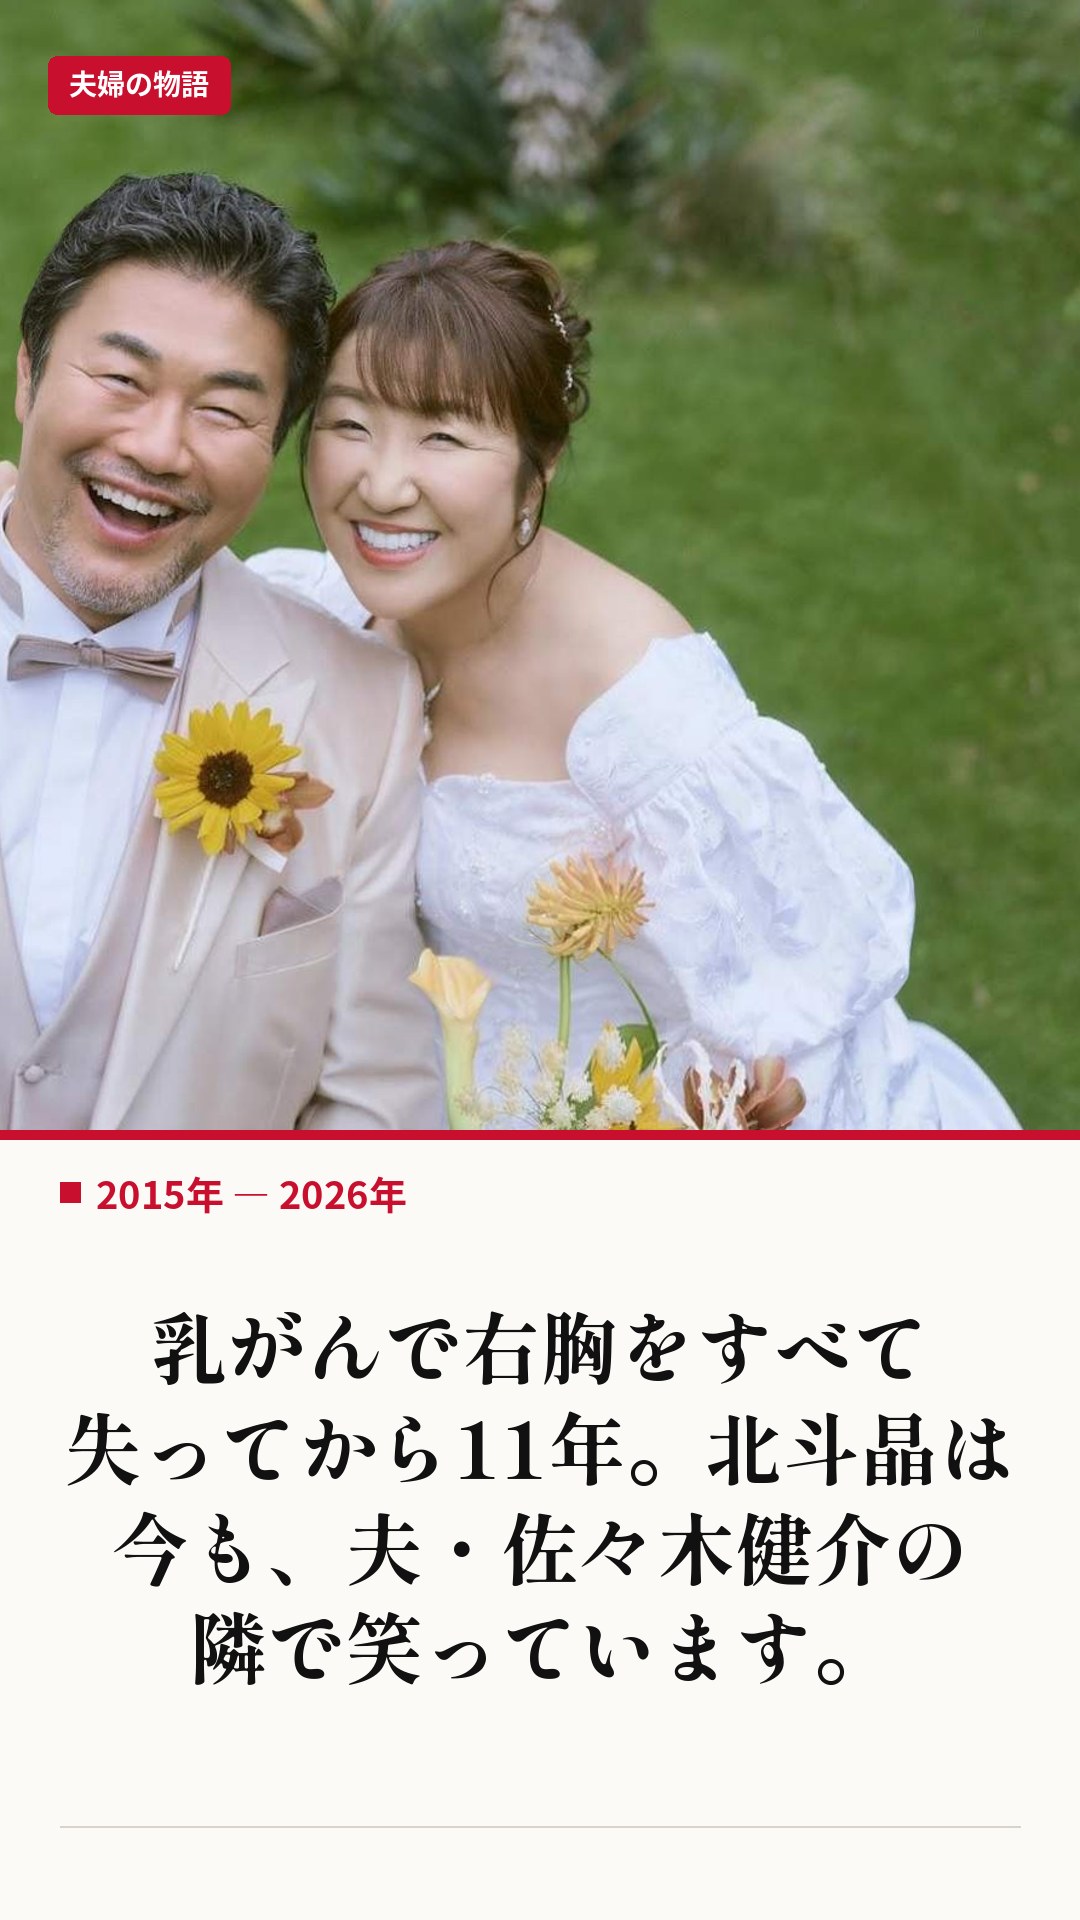 夫婦の物語
2015年 — 2026年
乳がんで右胸をすべて
失ってから11年。北斗晶は
今も、夫・佐々木健介の
隣で笑っています。